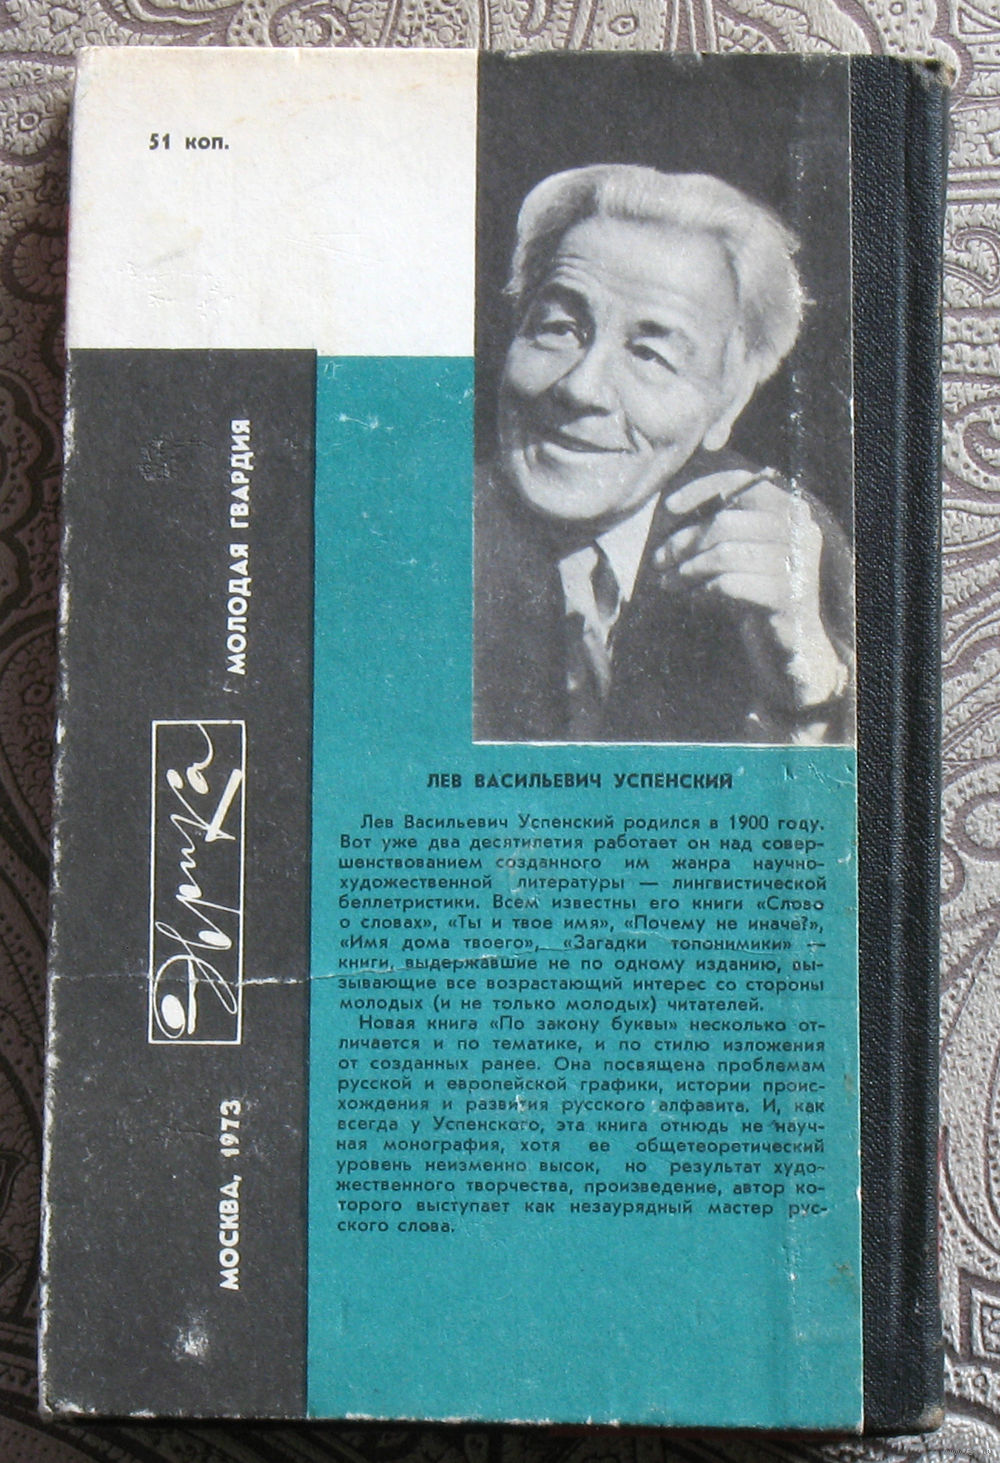 51 коп.
МОЛОДАЯ ГВАРДИЯ
Эврика
МОСКВА, 1973
ЛЕВ ВАСИЛЬЕВИЧ УСПЕНСКИЙ
Лев Васильевич Успенский родился в 1900 году.
Вот уже два десятилетия работает он над совер-
шенствованием созданного им жанра научно-
художественной литературы — лингвистической
беллетристики. Всем известны его книги «Слово
о словах», «Ты и твое имя», «Почему не иначе?»,
«Имя дома твоего», «Загадки топонимики» —
книги, выдержавшие не по одному изданию, вы-
зывающие все возрастающий интерес со стороны
молодых (и не только молодых) читателей.
Новая книга «По закону буквы» несколько от-
личается и по тематике, и по стилю изложения
от созданных ранее. Она посвящена проблемам
русской и европейской графики, истории проис-
хождения и развития русского алфавита. И, как
всегда у Успенского, эта книга отнюдь не науч-
ная монография, хотя ее общетеоретический
уровень неизменно высок, но результат худо-
жественного творчества, произведение, автор ко-
торого выступает как незаурядный мастер рус-
ского слова.